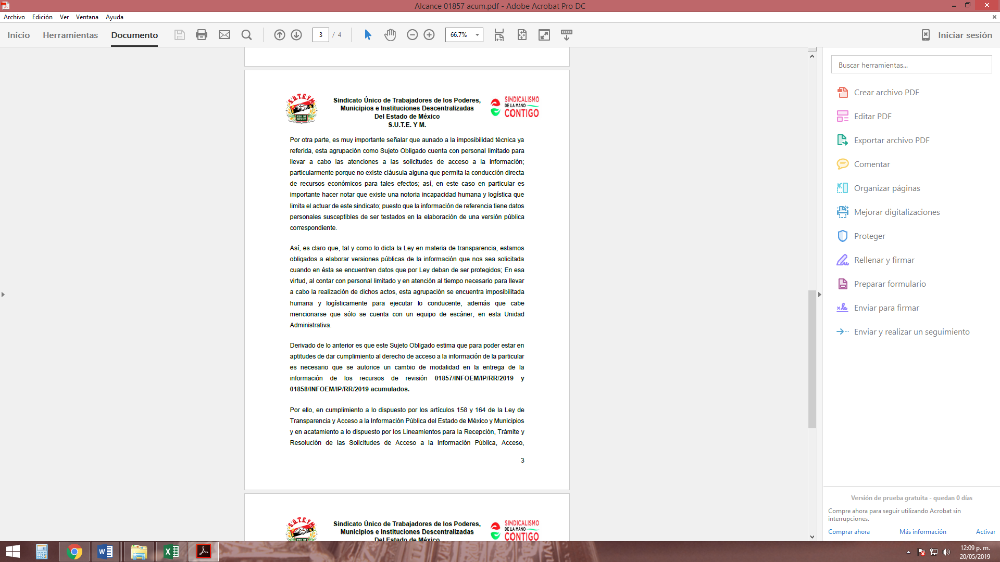 Alcance 01857 acum.pdf - Adobe Acrobat Pro DC
Archivo Edición Ver Ventana Ayuda
Inicio Herramientas Documento 3 / 4 66.7% Iniciar sesión
S.U.T.E.Y.M.
EDO. DE MÉXICO
Sindicato Único de Trabajadores de los Poderes,
Municipios e Instituciones Descentralizadas
Del Estado de México
S.U.T.E. Y M.
SINDICALISMO
DE LA MANO
CONTIGO
Por otra parte, es muy importante señalar que aunado a la imposibilidad técnica ya
referida, esta agrupación como Sujeto Obligado cuenta con personal limitado para
llevar a cabo las atenciones a las solicitudes de acceso a la información;
particularmente porque no existe cláusula alguna que permita la conducción directa
de recursos económicos para tales efectos; así, en este caso en particular es
importante hacer notar que existe una notoria incapacidad humana y logística que
limita el actuar de este sindicato; puesto que la información de referencia tiene datos
personales susceptibles de ser testados en la elaboración de una versión pública
correspondiente.
Así, es claro que, tal y como lo dicta la Ley en materia de transparencia, estamos
obligados a elaborar versiones públicas de la información que nos sea solicitada
cuando en ésta se encuentren datos que por Ley deban de ser protegidos; En esa
virtud, al contar con personal limitado y en atención al tiempo necesario para llevar
a cabo la realización de dichos actos, esta agrupación se encuentra imposibilitada
humana y logísticamente para ejecutar lo conducente, además que cabe
mencionarse que sólo se cuenta con un equipo de escáner, en esta Unidad
Administrativa.
Derivado de lo anterior es que este Sujeto Obligado estima que para poder estar en
aptitudes de dar cumplimiento al derecho de acceso a la información de la particular
es necesario que se autorice un cambio de modalidad en la entrega de la
información de los recursos de revisión 01857/INFOEM/IP/RR/2019 y
01858/INFOEM/IP/RR/2019 acumulados.
Por ello, en cumplimiento a lo dispuesto por los artículos 158 y 164 de la Ley de
Transparencia y Acceso a la Información Pública del Estado de México y Municipios
y en acatamiento a lo dispuesto por los Lineamientos para la Recepción, Trámite y
Resolución de las Solicitudes de Acceso a la Información Pública, Acceso,
3
S.U.T.E.Y.M.
Sindicato Único de Trabajadores de los Poderes,
Municipios e Instituciones Descentralizadas
Del Estado de México
SINDICALISMO
DE LA MANO
CONTIGO
Buscar herramientas...
Crear archivo PDF
Editar PDF
Exportar archivo PDF
Comentar
Organizar páginas
Mejorar digitalizaciones
Proteger
Rellenar y firmar
Preparar formulario
Enviar para firmar
Enviar y realizar un seguimiento
Versión de prueba gratuita - quedan 0 días
Compre ahora para seguir utilizando Acrobat sin
interrupciones.
Comprar ahora Más información Activar
12:09 p. m.
20/05/2019